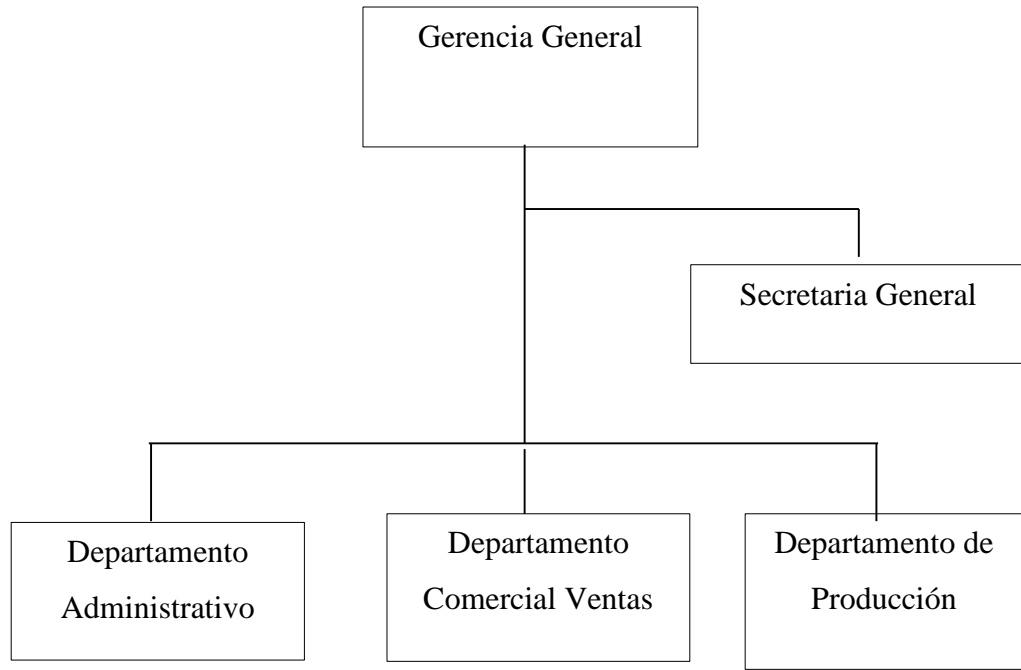 Gerencia General
Secretaria General
Departamento
Administrativo
Departamento
Comercial Ventas
Departamento de
Producción